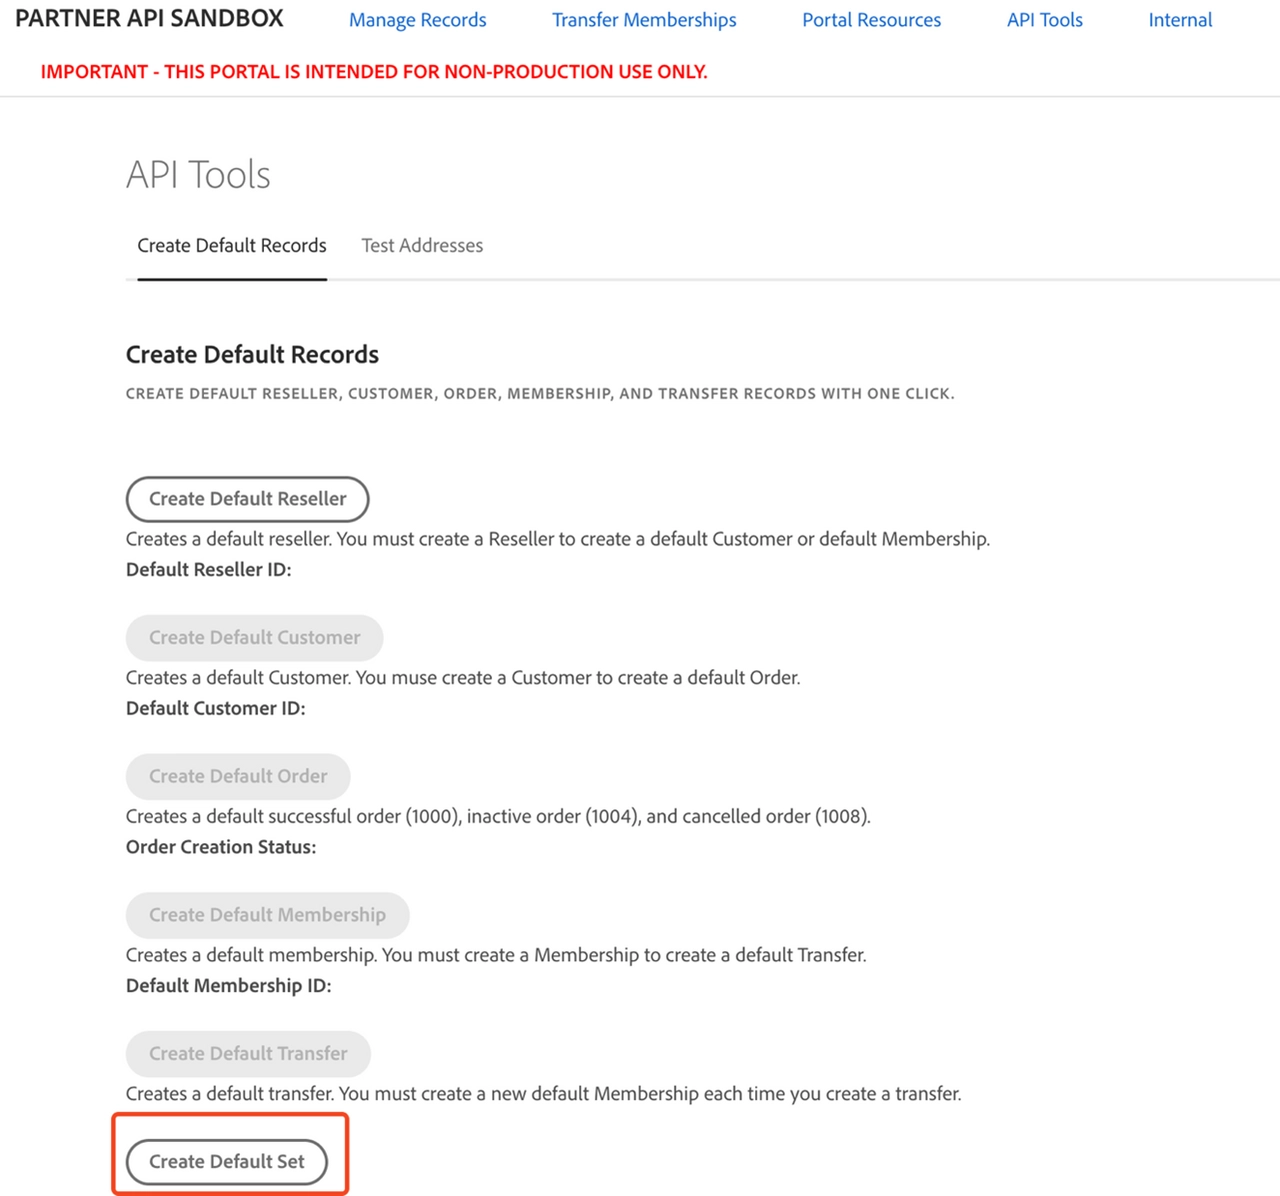 PARTNER API SANDBOX Manage Records Transfer Memberships Portal Resources API Tools Internal
IMPORTANT - THIS PORTAL IS INTENDED FOR NON-PRODUCTION USE ONLY.
API Tools
Create Default Records Test Addresses
Create Default Records
CREATE DEFAULT RESELLER, CUSTOMER, ORDER, MEMBERSHIP, AND TRANSFER RECORDS WITH ONE CLICK.
Create Default Reseller
Creates a default reseller. You must create a Reseller to create a default Customer or default Membership.
Default Reseller ID:
Create Default Customer
Creates a default Customer. You muse create a Customer to create a default Order.
Default Customer ID:
Create Default Order
Creates a default successful order (1000), inactive order (1004), and cancelled order (1008).
Order Creation Status:
Create Default Membership
Creates a default membership. You must create a Membership to create a default Transfer.
Default Membership ID:
Create Default Transfer
Creates a default transfer. You must create a new default Membership each time you create a transfer.
Create Default Set